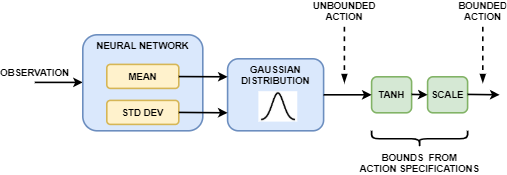 UNBOUNDED
ACTION
BOUNDED
ACTION
NEURAL NETWORK
OBSERVATION
MEAN
STD DEV
GAUSSIAN
DISTRIBUTION
TANH
SCALE
BOUNDS FROM
ACTION SPECIFICATIONS